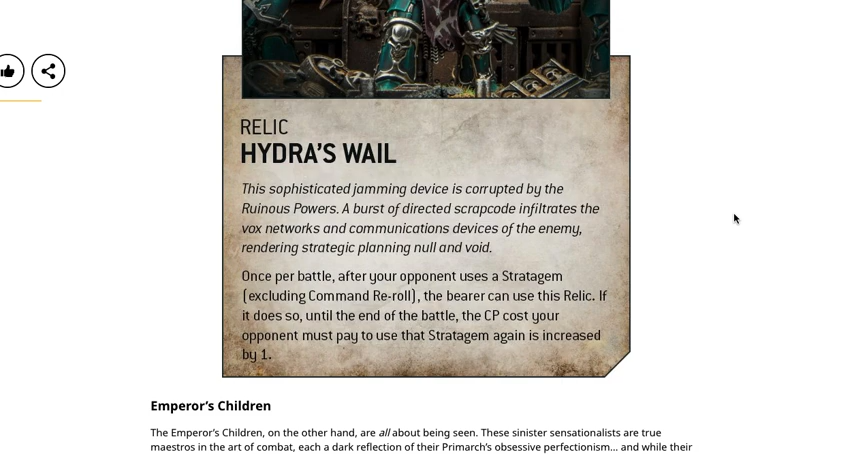 RELIC
HYDRA'S WAIL
This sophisticated jamming device is corrupted by the
Ruinous Powers. A burst of directed scrapcode infiltrates the
vox networks and communications devices of the enemy,
rendering strategic planning null and void.
Once per battle, after your opponent uses a Stratagem
(excluding Command Re-roll), the bearer can use this Relic. If
it does so, until the end of the battle, the CP cost your
opponent must pay to use that Stratagem again is increased
by 1.
Emperor's Children
The Emperor's Children, on the other hand, are all about being seen. These sinister sensationalists are true
maestros in the art of combat, each a dark reflection of their Primarch's obsessive perfectionism... and while their